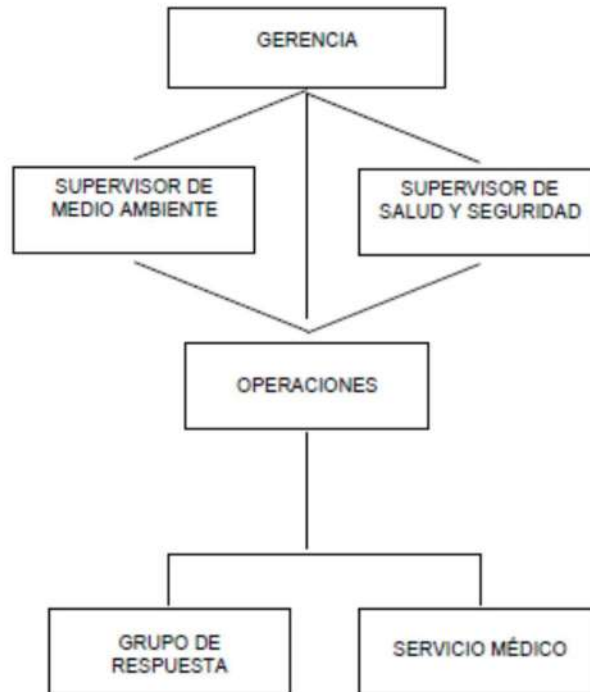 GERENCIA
SUPERVISOR DE
MEDIO AMBIENTE
SUPERVISOR DE
SALUD Y SEGURIDAD
OPERACIONES
GRUPO DE
RESPUESTA
SERVICIO MÉDICO